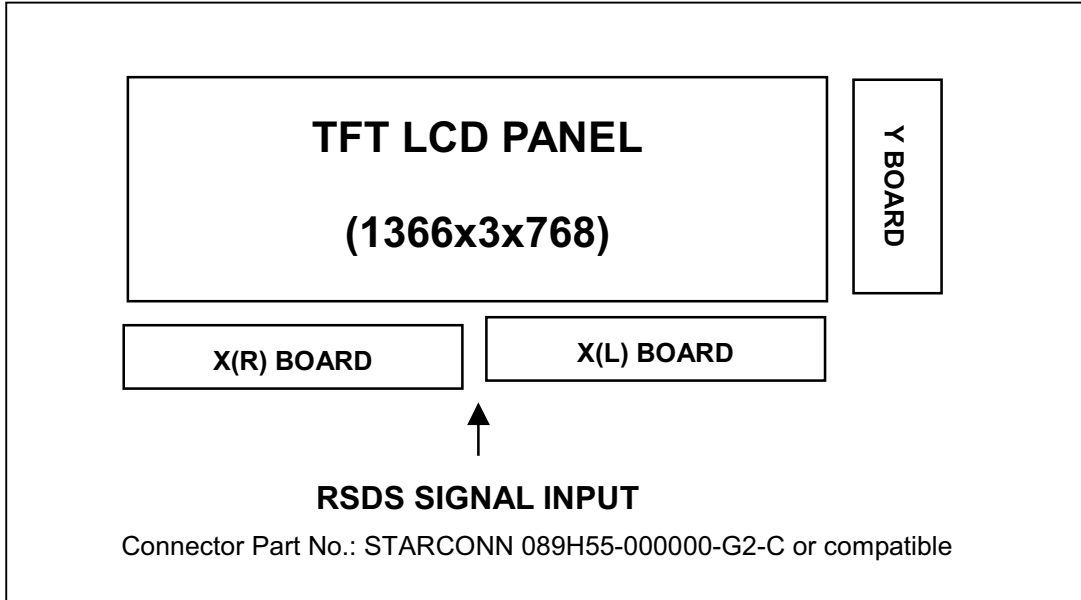 TFT LCD PANEL
(1366x3x768)
Y BOARD
X(R) BOARD
X(L) BOARD
RSDS SIGNAL INPUT
Connector Part No.: STARCONN 089H55-000000-G2-C or compatible